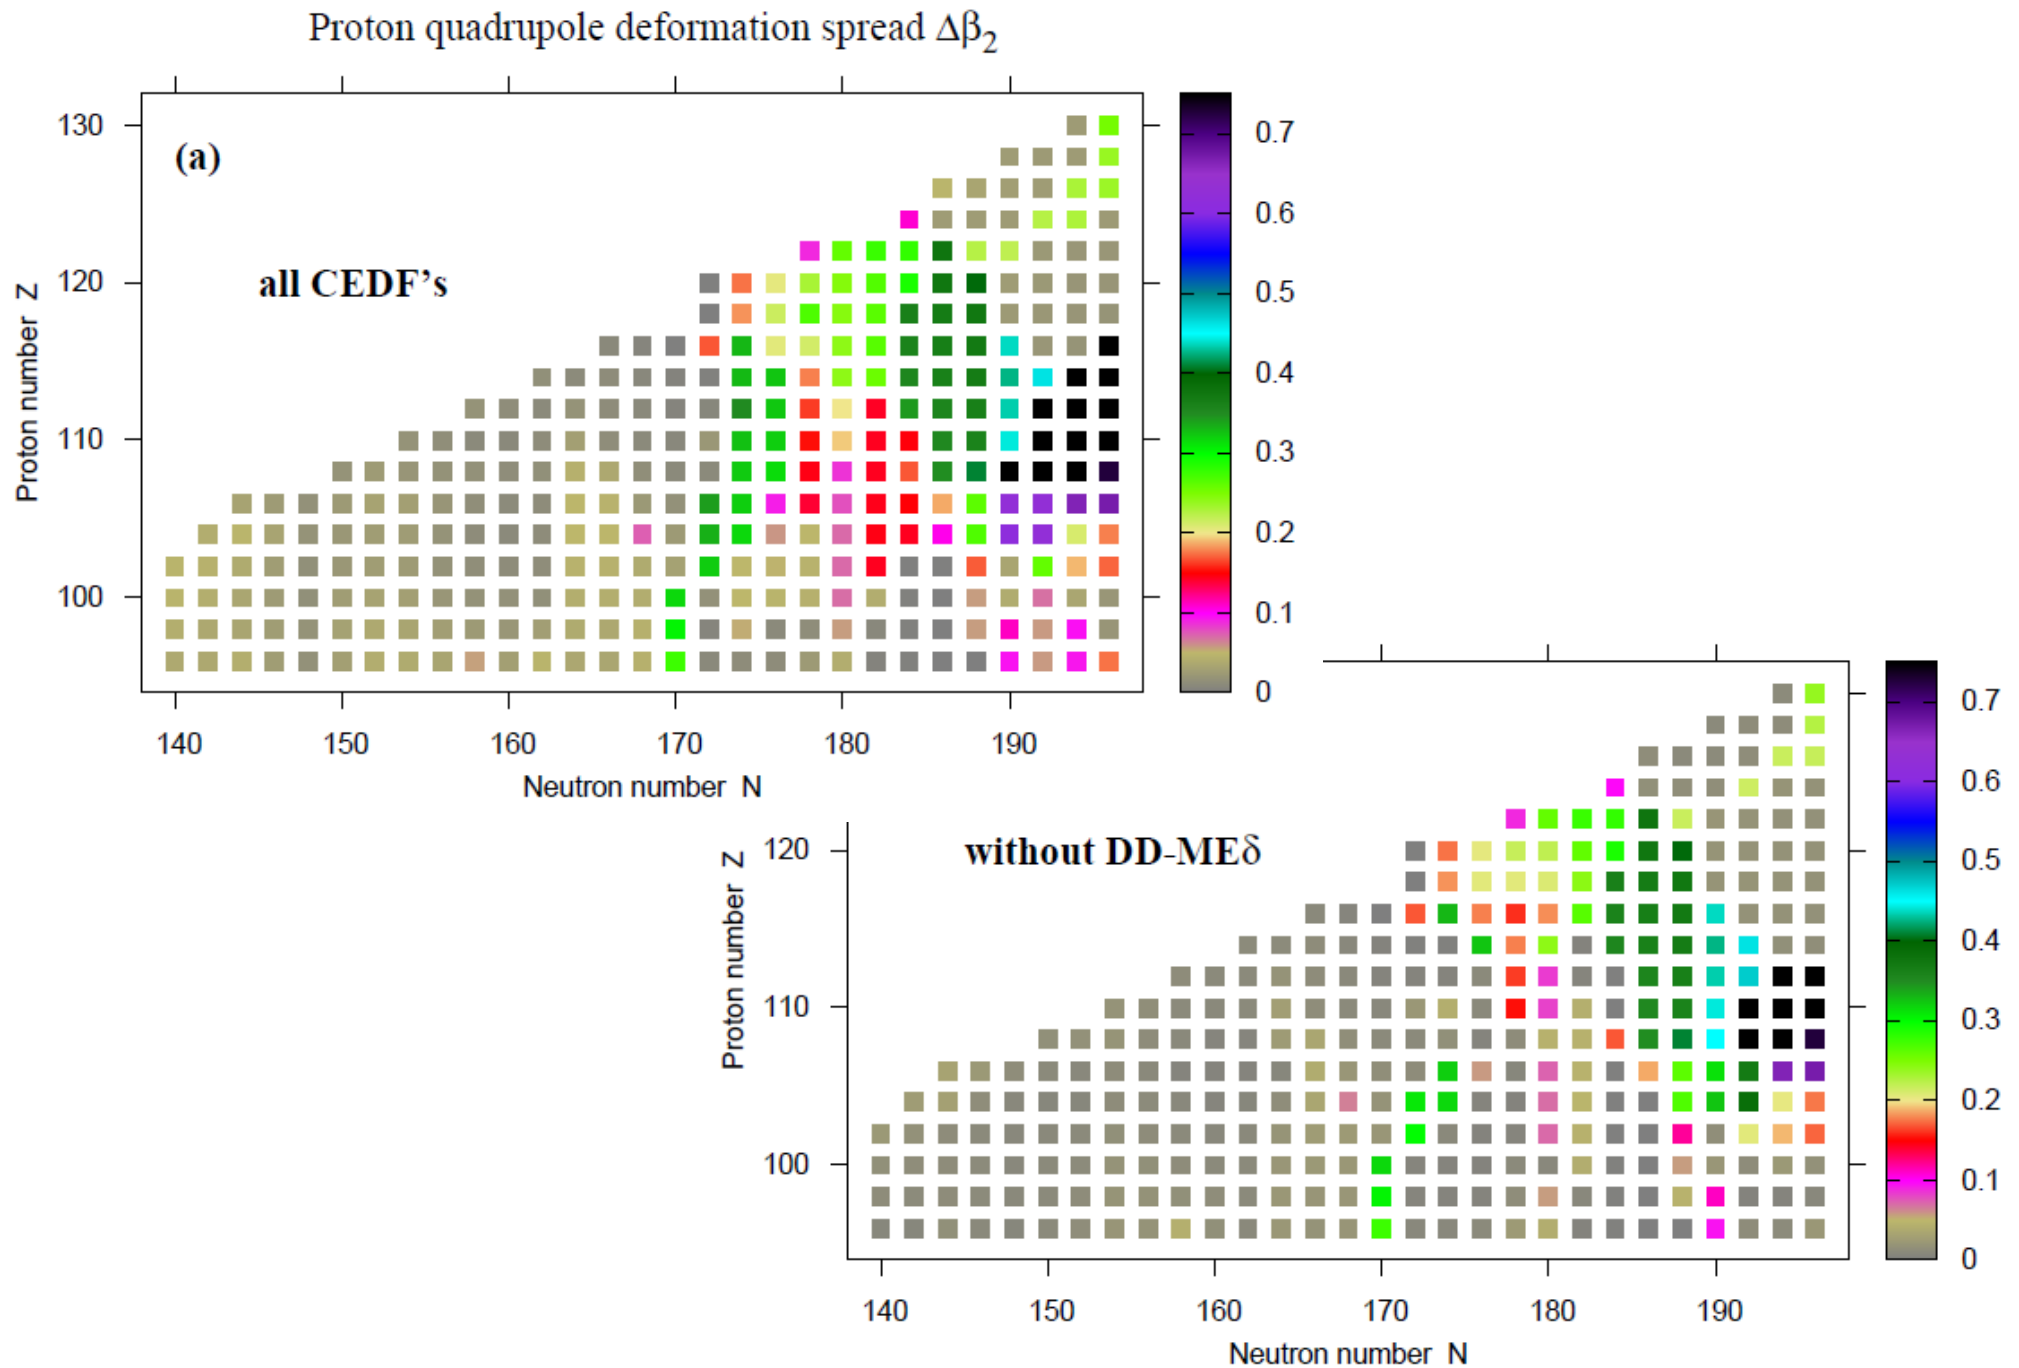 Proton quadrupole deformation spread Δβ₂
(a)
all CEDF's
Proton number Z
130
120
110
100
140 150 160 170 180 190
Neutron number N
0.7
0.6
0.5
0.4
0.3
0.2
0.1
0
without DD-MEδ
Proton number Z
120
110
100
140 150 160 170 180 190
Neutron number N
0.7
0.6
0.5
0.4
0.3
0.2
0.1
0